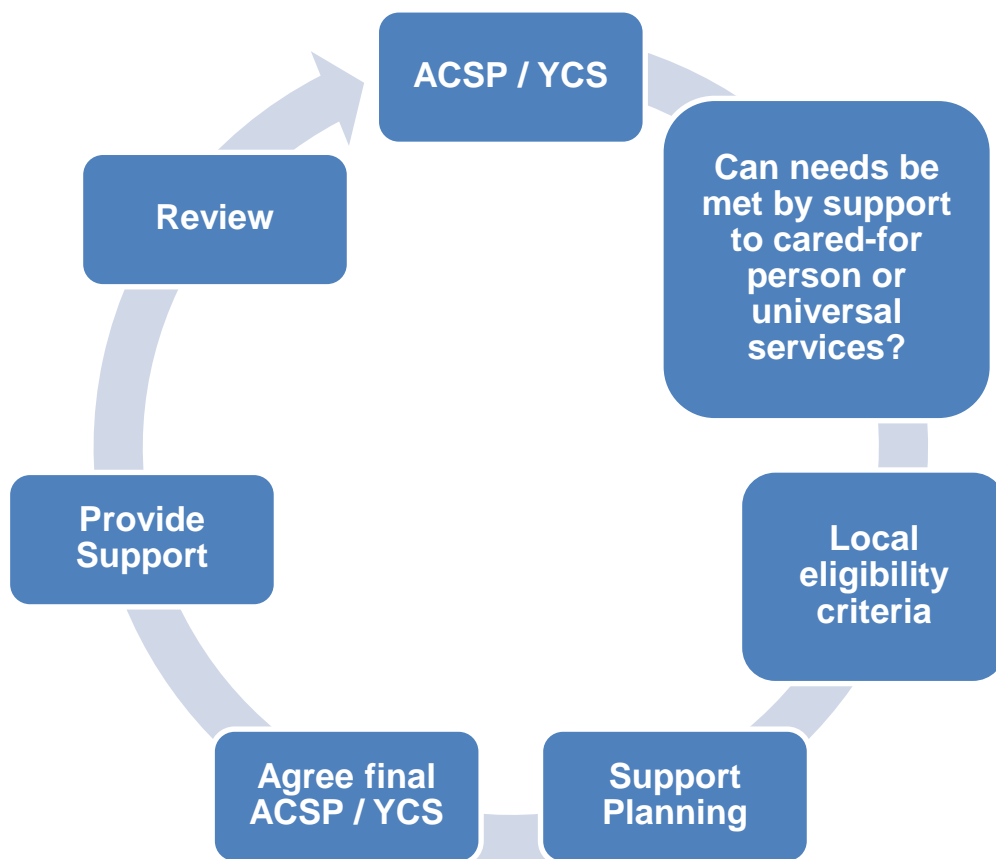 ACSP / YCS
Can needs be
met by support
to cared-for
person or
universal
services?
Local
eligibility
criteria
Support
Planning
Agree final
ACSP / YCS
Provide
Support
Review